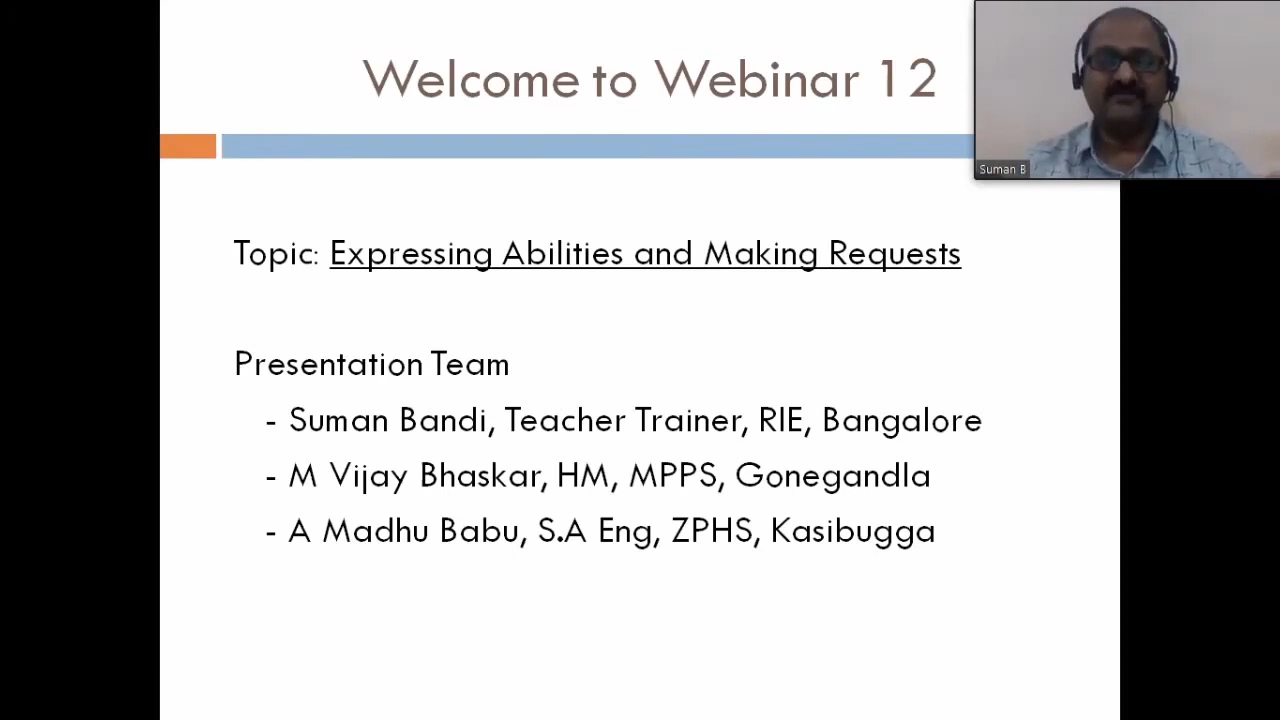 Welcome to Webinar 12
Suman B
Topic: Expressing Abilities and Making Requests
Presentation Team
- Suman Bandi, Teacher Trainer, RIE, Bangalore
- M Vijay Bhaskar, HM, MPPS, Gonegandla
- A Madhu Babu, S.A Eng, ZPHS, Kasibugga